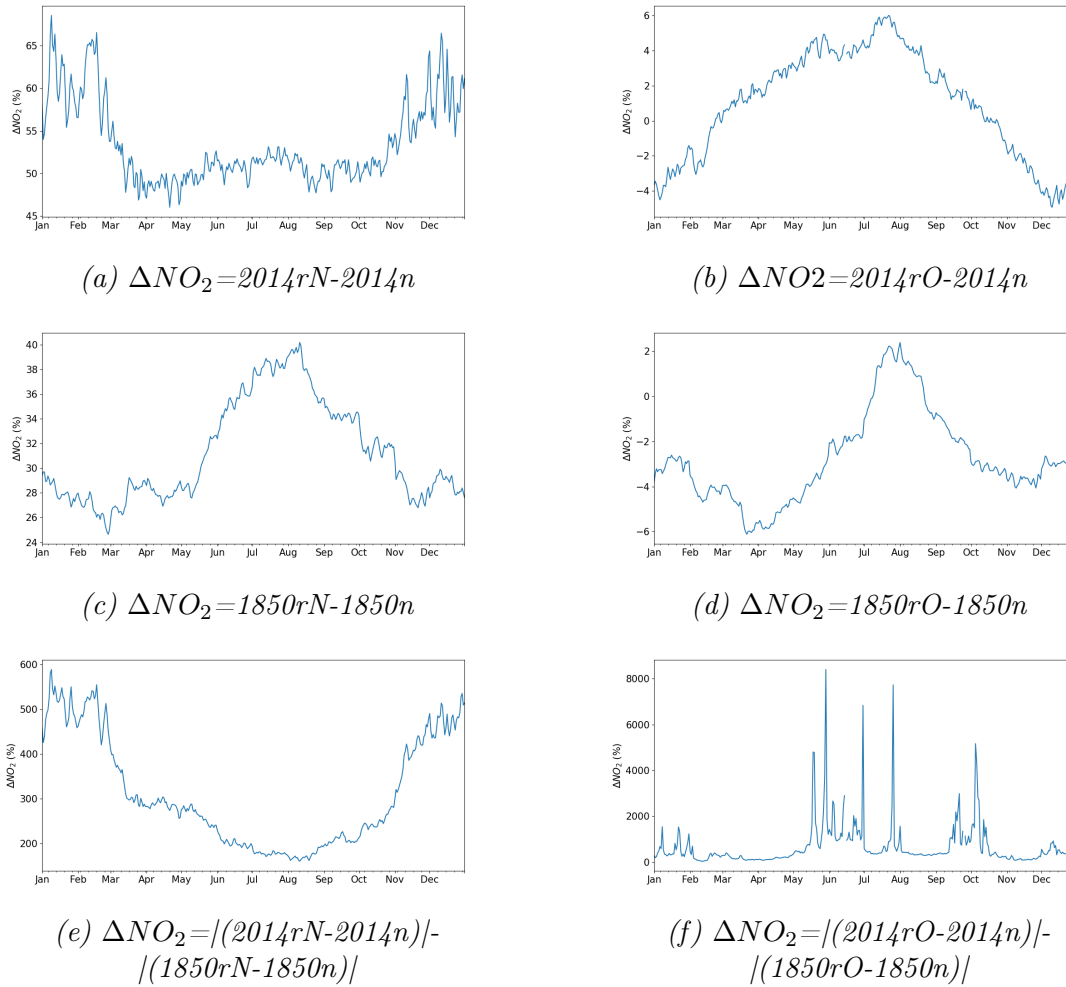 65
60
55
50
45
ΔNO₂ (%)
Jan Feb Mar Apr May Jun Jul Aug Sep Oct Nov Dec
(a) ΔNO₂=2014rN-2014n
6
4
2
0
−2
−4
ΔNO₂ (%)
Jan Feb Mar Apr May Jun Jul Aug Sep Oct Nov Dec
(b) ΔNO2=2014rO-2014n
40
38
36
34
32
30
28
26
24
ΔNO₂ (%)
Jan Feb Mar Apr May Jun Jul Aug Sep Oct Nov Dec
(c) ΔNO₂=1850rN-1850n
2
0
−2
−4
−6
ΔNO₂ (%)
Jan Feb Mar Apr May Jun Jul Aug Sep Oct Nov Dec
(d) ΔNO₂=1850rO-1850n
600
500
400
300
200
ΔNO₂ (%)
Jan Feb Mar Apr May Jun Jul Aug Sep Oct Nov Dec
(e) ΔNO₂=|(2014rN-2014n)|-
|(1850rN-1850n)|
8000
6000
4000
2000
0
ΔNO₂ (%)
Jan Feb Mar Apr May Jun Jul Aug Sep Oct Nov Dec
(f) ΔNO₂=|(2014rO-2014n)|-
|(1850rO-1850n)|